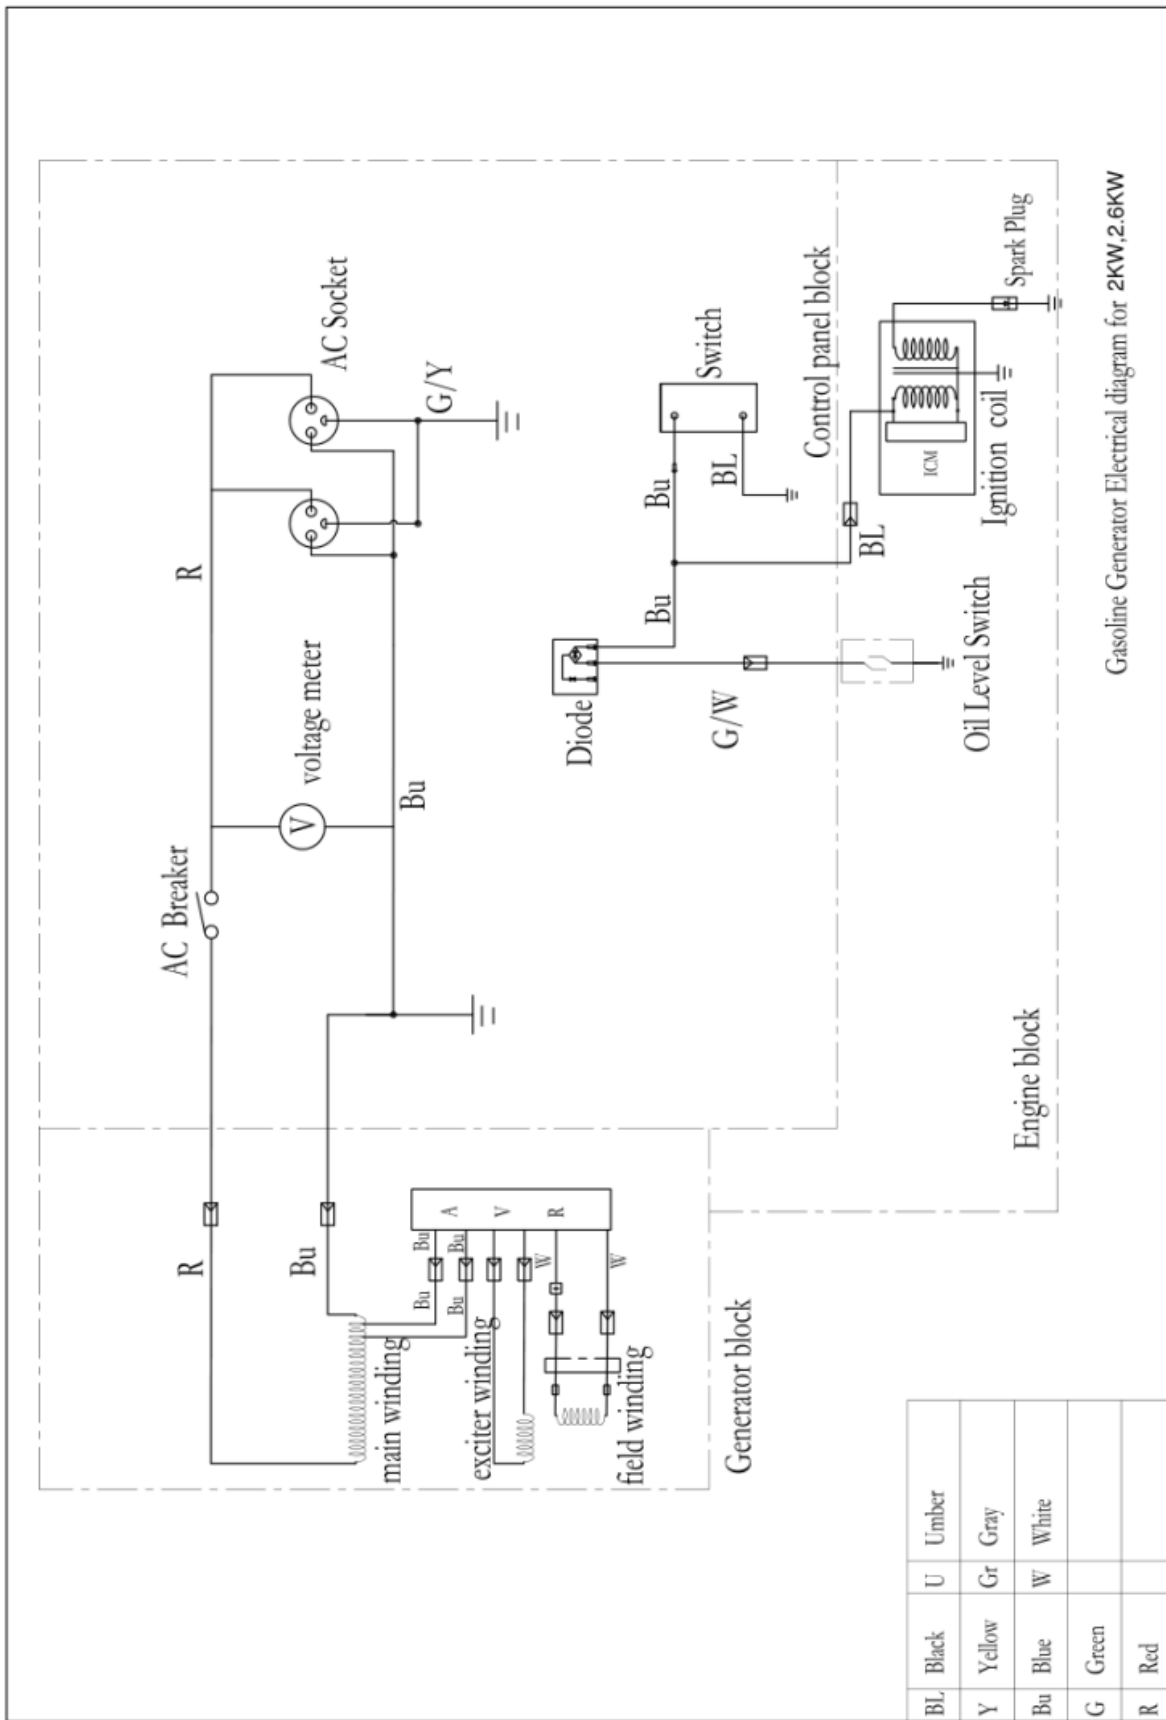 R
AC Breaker
voltage meter
R
AC Socket
V
Bu
G/Y
R
Bu
main winding
exciter winding
field winding
Bu
Bu
Bu
Bu
W
W
A
V
R
Generator block
Diode
Bu
Bu
Switch
BL
G/W
Control panel block
BL
ICM
Ignition coil
Spark Plug
Oil Level Switch
Engine block
Gasoline Generator Electrical diagram for 2KW,2.6KW
BL Black U Umber
Y Yellow Gr Gray
Bu Blue W White
G Green
R Red